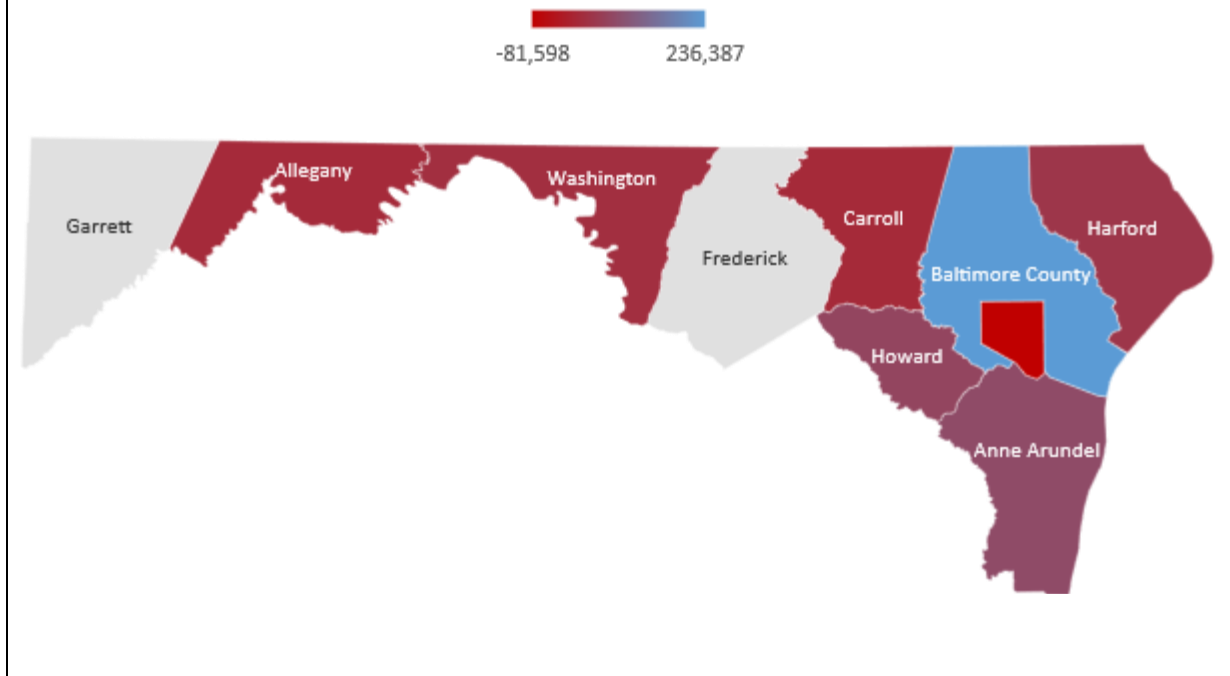 -81,598 236,387
Allegany
Washington
Garrett
Carroll
Harford
Frederick
Baltimore County
Howard
Anne Arundel